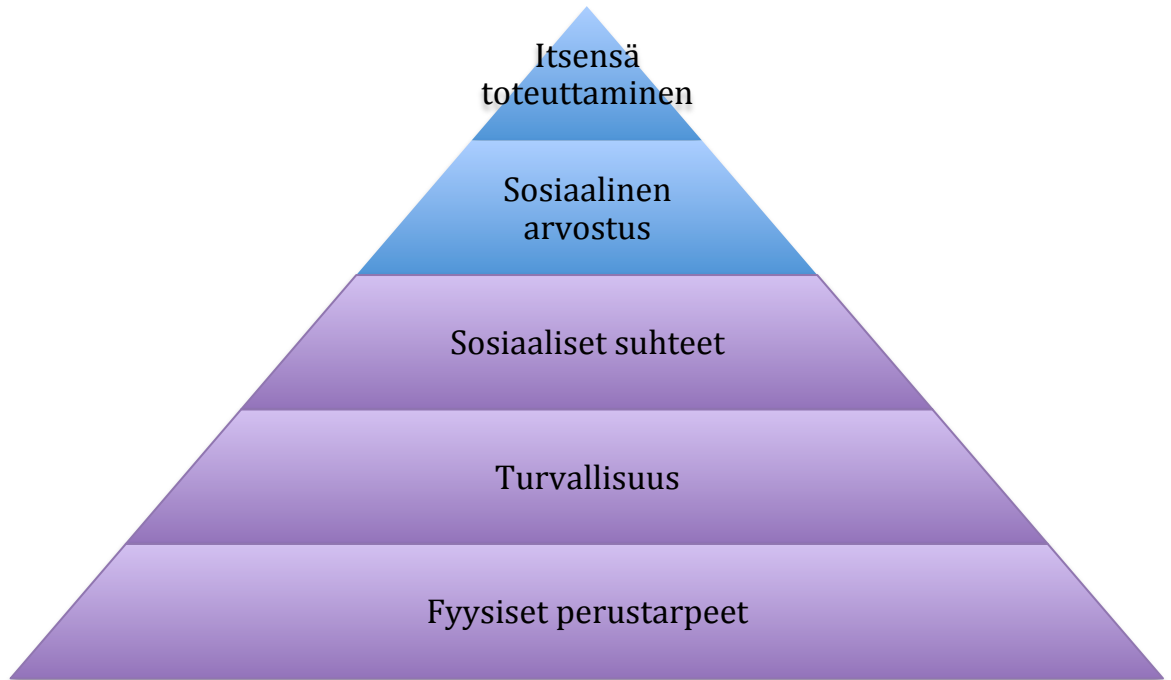 Itsensä
toteuttaminen
Sosiaalinen
arvostus
Sosiaaliset suhteet
Turvallisuus
Fyysiset perustarpeet